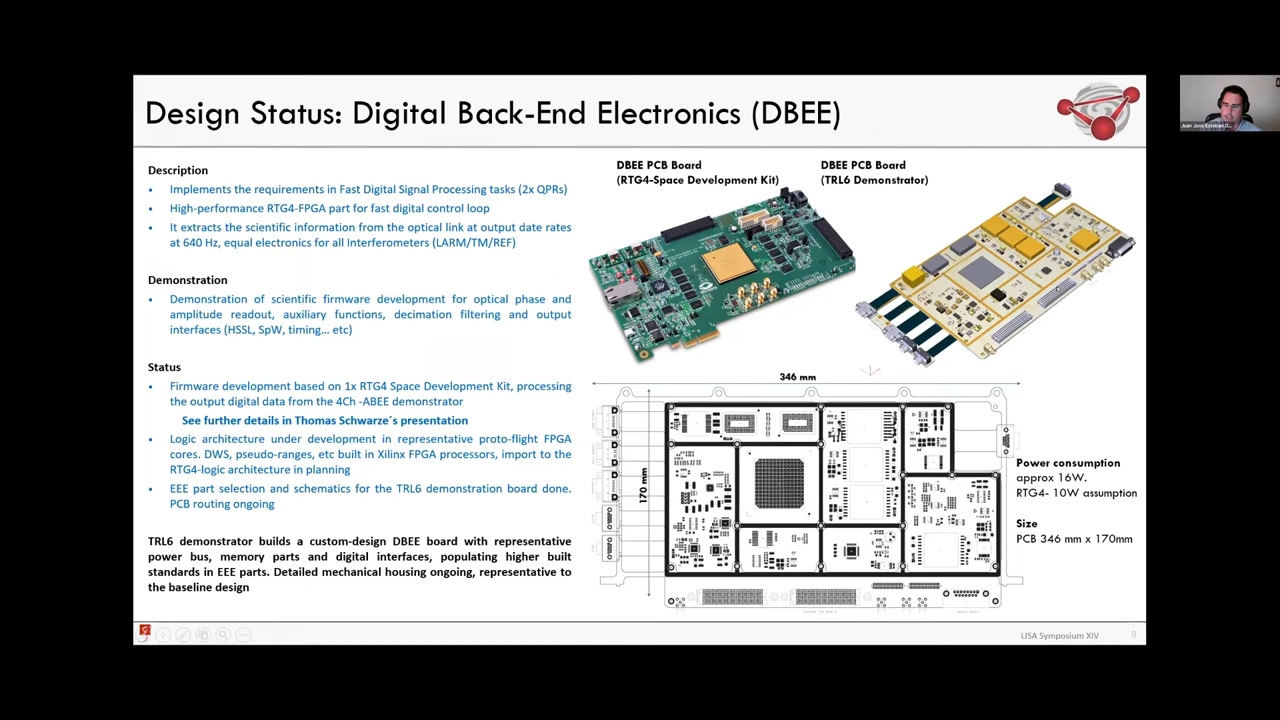 Design Status: Digital Back-End Electronics (DBEE)
Description
• Implements the requirements in Fast Digital Signal Processing tasks (2x QPRs)
• High-performance RTG4-FPGA part for fast digital control loop
• It extracts the scientific information from the optical link at output date rates
at 640 Hz, equal electronics for all Interferometers (LARM/TM/REF)
Demonstration
• Demonstration of scientific firmware development for optical phase and
amplitude readout, auxiliary functions, decimation filtering and output
interfaces (HSSL, SpW, timing... etc)
Status
• Firmware development based on 1x RTG4 Space Development Kit, processing
the output digital data from the 4Ch -ABEE demonstrator
See further details in Thomas Schwarze´s presentation
• Logic architecture under development in representative proto-flight FPGA
cores. DWS, pseudo-ranges, etc built in Xilinx FPGA processors, import to the
RTG4-logic architecture in planning
• EEE part selection and schematics for the TRL6 demonstration board done.
PCB routing ongoing
TRL6 demonstrator builds a custom-design DBEE board with representative
power bus, memory parts and digital interfaces, populating higher built
standards in EEE parts. Detailed mechanical housing ongoing, representative to
the baseline design
DBEE PCB Board
(RTG4-Space Development Kit)
DBEE PCB Board
(TRL6 Demonstrator)
346 mm
170 mm
Power consumption
approx 16W.
RTG4- 10W assumption
Size
PCB 346 mm x 170mm
LISA Symposium XIV
8
Juan Jose Esteban D...